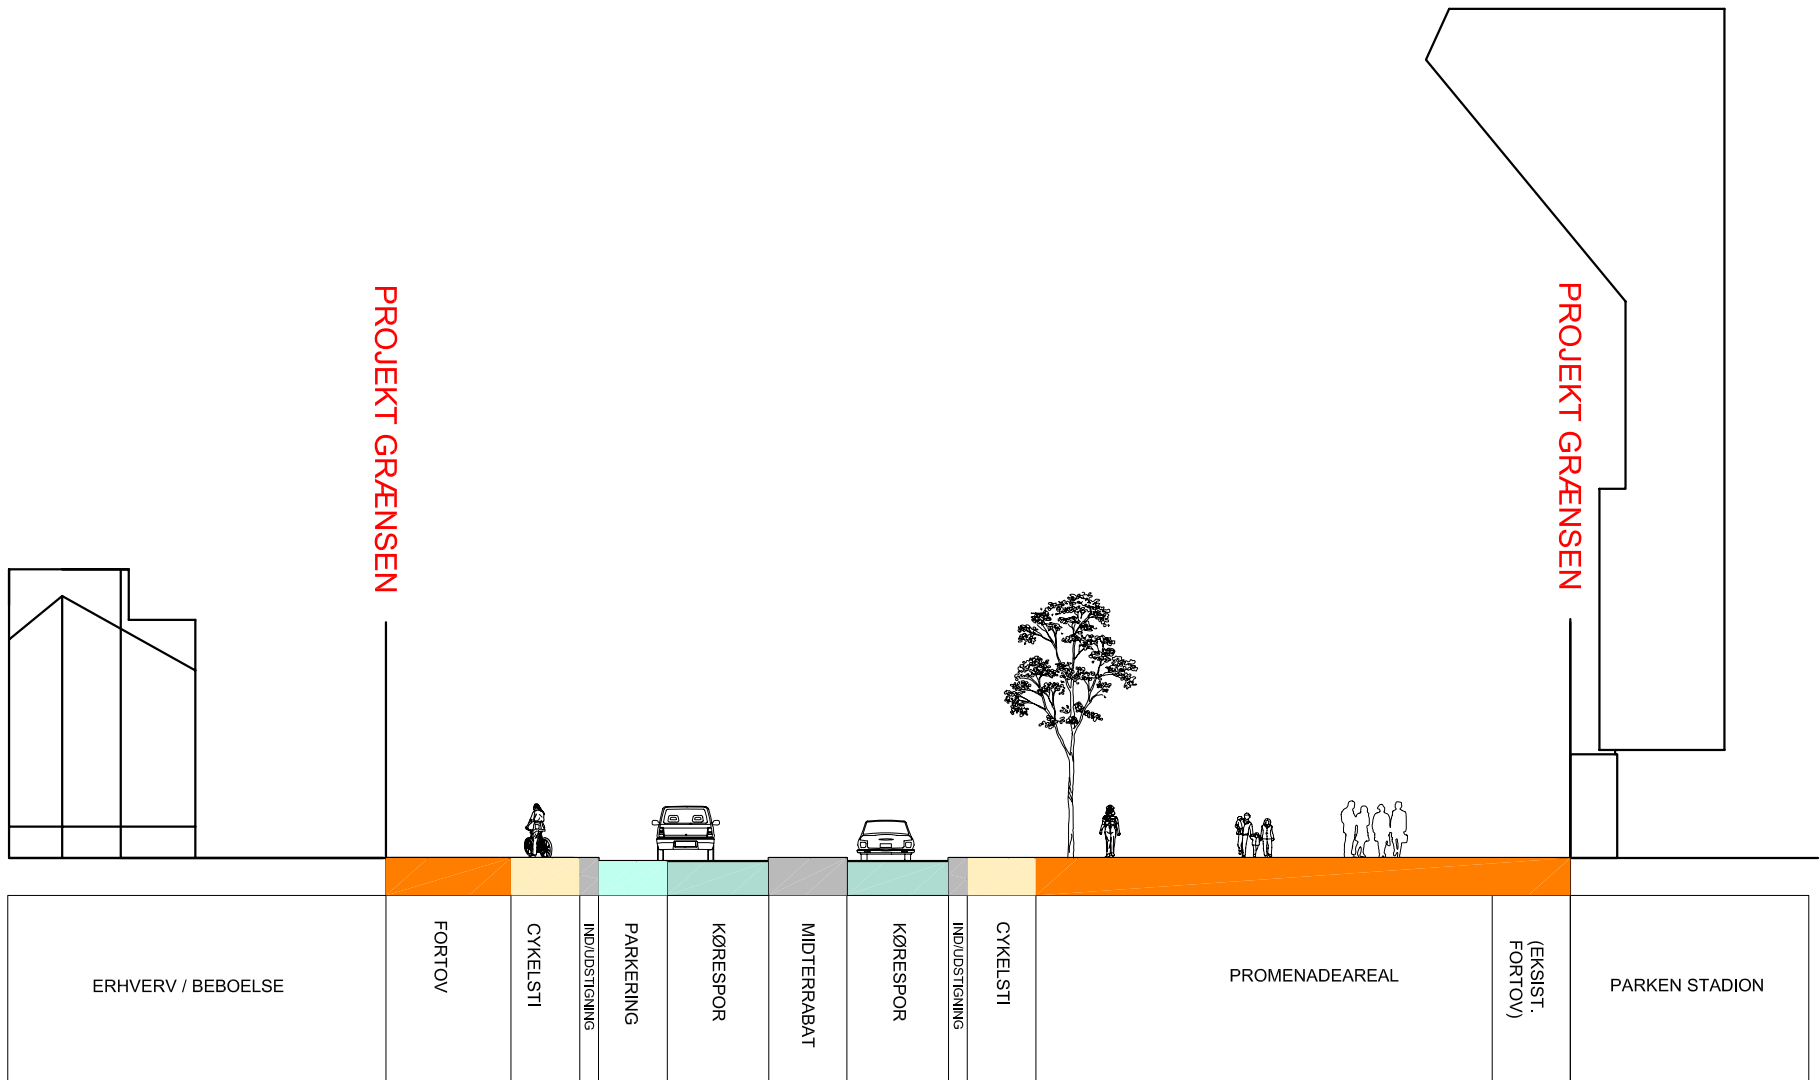 PROJEKT GRÆNSEN
PROJEKT GRÆNSEN
ERHVERV / BEBOELSE
FORTOV
CYKELSTI
IND/UDSTIGNING
PARKERING
KØRESPOR
MIDTERRABAT
KØRESPOR
IND/UDSTIGNING
CYKELSTI
PROMENADEAREAL
(EKSIST.
FORTOV)
PARKEN STADION